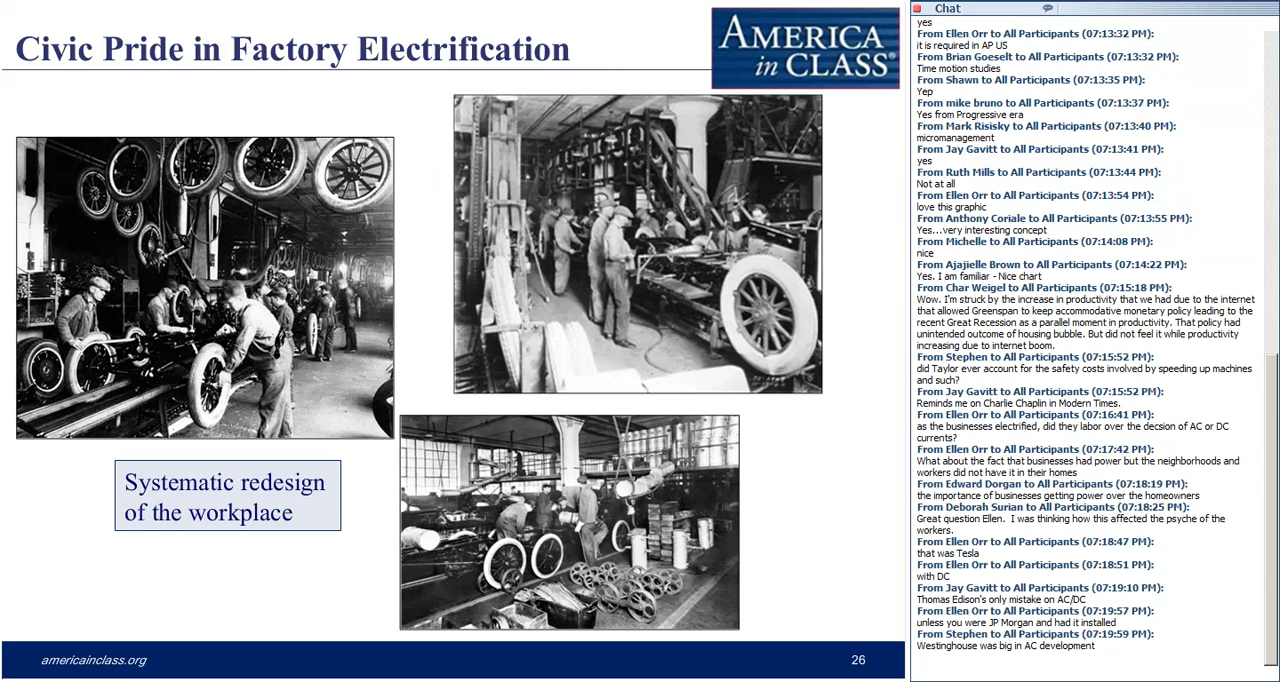 Civic Pride in Factory Electrification
AMERICA
in CLASS®
Systematic redesign
of the workplace
americainclass.org
26
Chat
yes
From Ellen Orr to All Participants (07:13:32 PM):
it is required in AP US
From Brian Goeselt to All Participants (07:13:32 PM):
Time motion studies
From Shawn to All Participants (07:13:35 PM):
Yep
From mike bruno to All Participants (07:13:37 PM):
Yes from Progressive era
From Mark Risisky to All Participants (07:13:40 PM):
micromanagement
From Jay Gavitt to All Participants (07:13:41 PM):
yes
From Ruth Mills to All Participants (07:13:44 PM):
Not at all
From Ellen Orr to All Participants (07:13:54 PM):
love this graphic
From Anthony Coriale to All Participants (07:13:55 PM):
Yes...very interesting concept
From Michelle to All Participants (07:14:08 PM):
nice
From Ajajielle Brown to All Participants (07:14:22 PM):
Yes. I am familiar - Nice chart
From Char Weigel to All Participants (07:15:18 PM):
Wow. I'm struck by the increase in productivity that we had due to the internet
that allowed Greenspan to keep accommodative monetary policy leading to the
recent Great Recession as a parallel moment in productivity. That policy had
unintended outcome of housing bubble. But did not feel it while productivity
increasing due to internet boom.
From Stephen to All Participants (07:15:52 PM):
did Taylor ever account for the safety costs involved by speeding up machines
and such?
From Jay Gavitt to All Participants (07:15:52 PM):
Reminds me on Charlie Chaplin in Modern Times.
From Ellen Orr to All Participants (07:16:41 PM):
as the businesses electrified, did they labor over the decsion of AC or DC
currents?
From Ellen Orr to All Participants (07:17:42 PM):
What about the fact that businesses had power but the neighborhoods and
workers did not have it in their homes
From Edward Dorgan to All Participants (07:18:19 PM):
the importance of businesses getting power over the homeowners
From Deborah Surian to All Participants (07:18:25 PM):
Great question Ellen.  I was thinking how this affected the psyche of the
workers.
From Ellen Orr to All Participants (07:18:47 PM):
that was Tesla
From Ellen Orr to All Participants (07:18:51 PM):
with DC
From Jay Gavitt to All Participants (07:19:10 PM):
Thomas Edison's only mistake on AC/DC
From Ellen Orr to All Participants (07:19:57 PM):
unless you were JP Morgan and had it installed
From Stephen to All Participants (07:19:59 PM):
Westinghouse was big in AC development